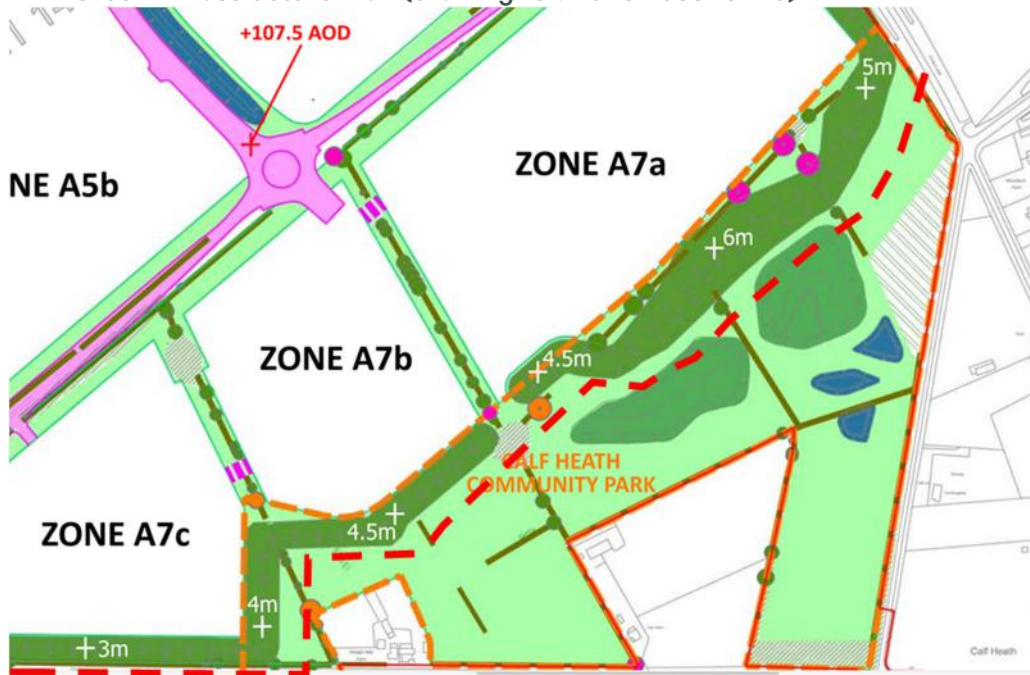 +107.5 AOD
5m
NE A5b
ZONE A7a
6m
ZONE A7b
4.5m
CALF HEATH
COMMUNITY PARK
ZONE A7c
4.5m
4m
3m
Calf Heath